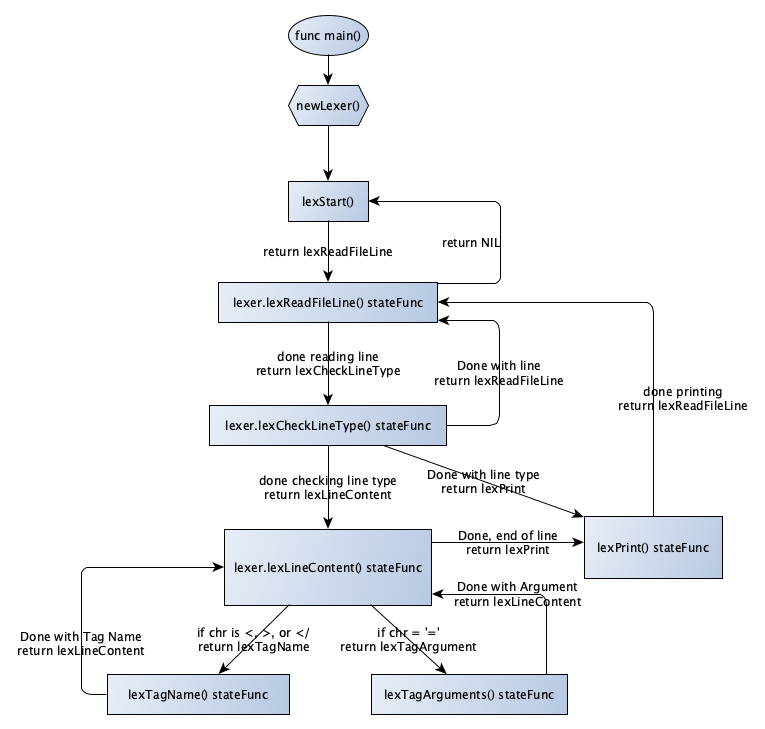 func main()
newLexer()
lexStart()
return NIL
return lexReadFileLine
lexer.lexReadFileLine() stateFunc
done reading line
return lexCheckLineType
Done with line
return lexReadFileLine
done printing
return lexReadFileLine
lexer.lexCheckLineType() stateFunc
done checking line type
return lexLineContent
Done with line type
return lexPrint
lexer.lexLineContent() stateFunc
Done, end of line
return lexPrint
lexPrint() stateFunc
Done with Argument
return lexLineContent
Done with Tag Name
return lexLineContent
if chr is <, >, or </
return lexTagName
if chr = '='
return lexTagArgument
lexTagName() stateFunc
lexTagArguments() stateFunc